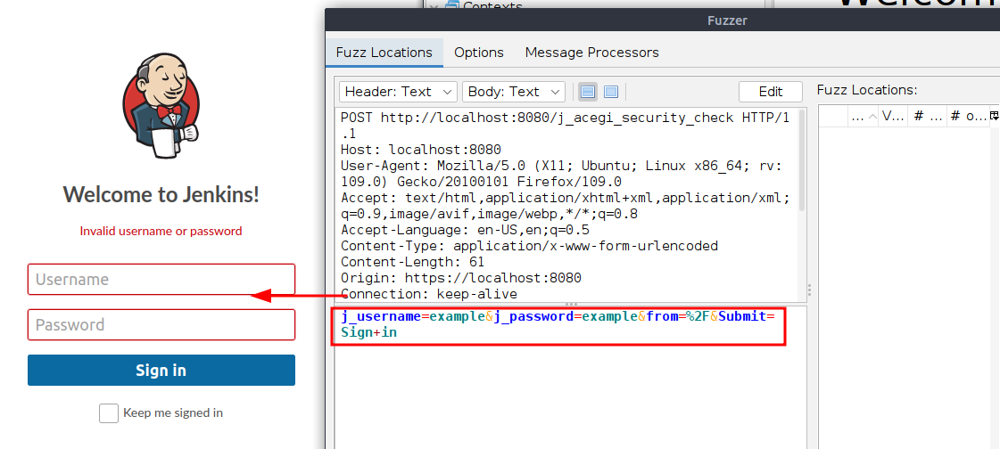 Contexts
Fuzzer
Fuzz Locations
Options
Message Processors
Header: Text
Body: Text
Edit
Fuzz Locations:
... V... # ... # o...
POST http://localhost:8080/j_acegi_security_check HTTP/1
.1
Host: localhost:8080
User-Agent: Mozilla/5.0 (X11; Ubuntu; Linux x86_64; rv:
109.0) Gecko/20100101 Firefox/109.0
Accept: text/html,application/xhtml+xml,application/xml;
q=0.9,image/avif,image/webp,*/*;q=0.8
Accept-Language: en-US,en;q=0.5
Content-Type: application/x-www-form-urlencoded
Content-Length: 61
Origin: https://localhost:8080
Connection: keep-alive
j_username=example&j_password=example&from=%2F&Submit=
Sign+in
Welcome to Jenkins!
Invalid username or password
Username
Password
Sign in
Keep me signed in